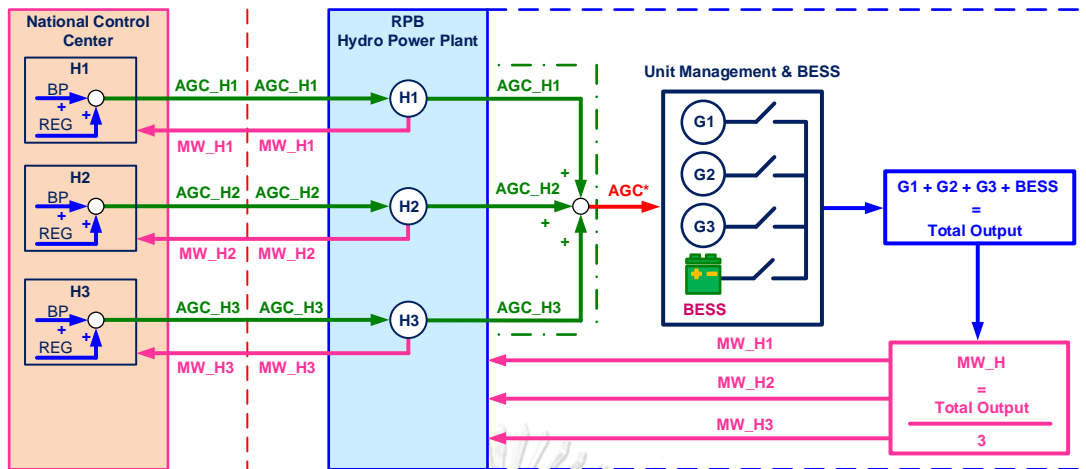 National Control
Center
H1
BP
+
+
REG
H2
BP
+
+
REG
H3
BP
+
+
REG
AGC_H1
AGC_H1
MW_H1
MW_H1
AGC_H2
AGC_H2
MW_H2
MW_H2
AGC_H3
AGC_H3
MW_H3
MW_H3
RPB
Hydro Power Plant
H1
H2
H3
AGC_H1
+
AGC_H2
+
+
AGC_H3
AGC*
Unit Management & BESS
G1
G2
G3
BESS
G1 + G2 + G3 + BESS
=
Total Output
MW_H1
MW_H2
MW_H3
MW_H
=
Total Output
3